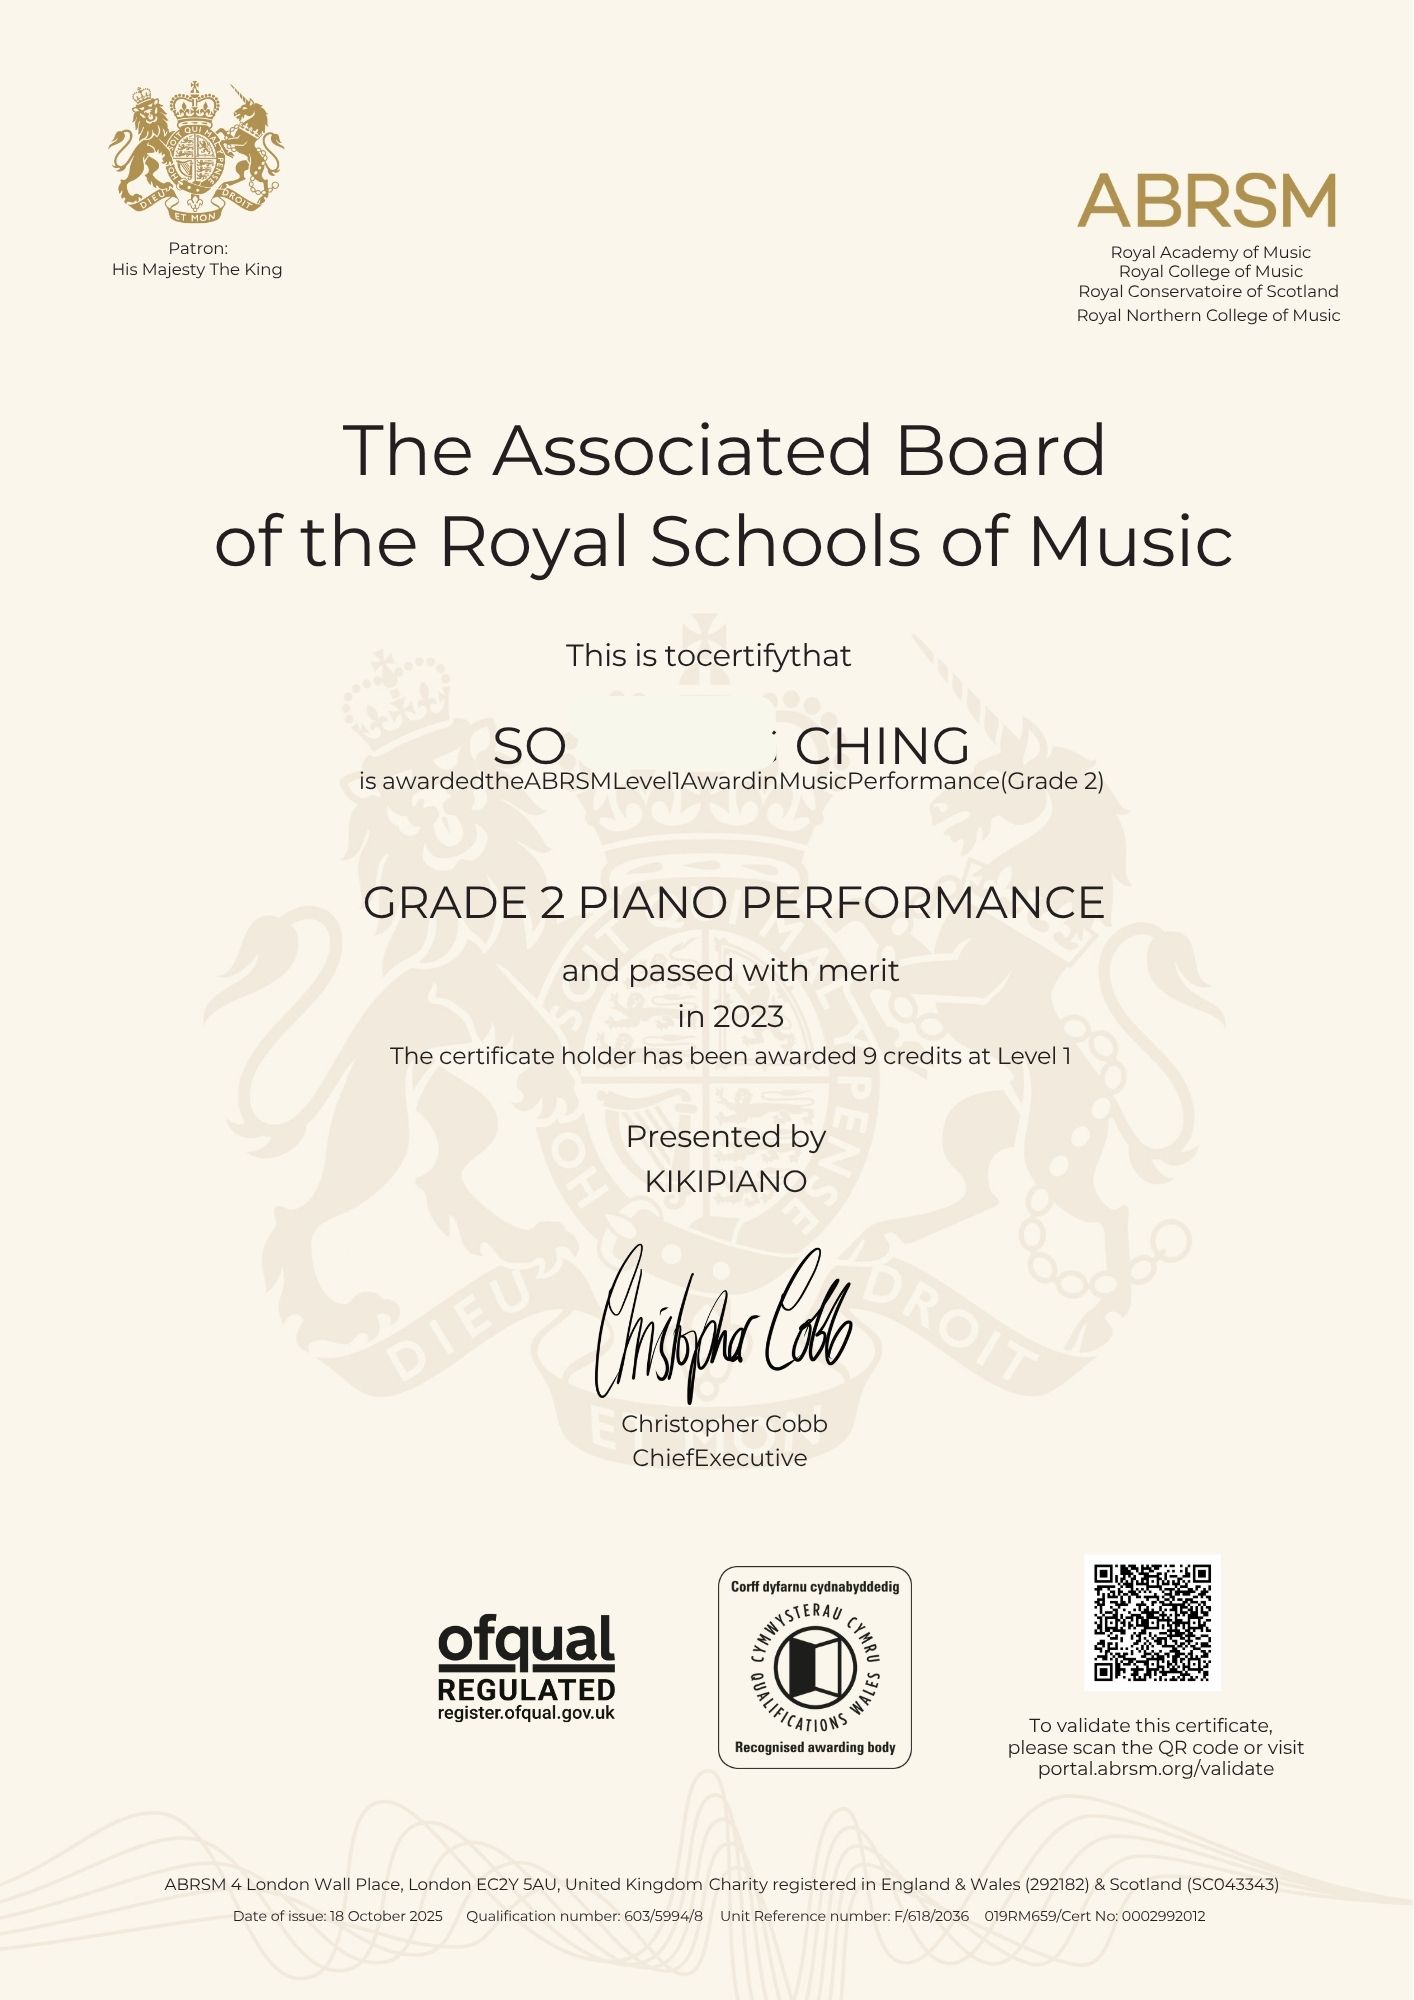 Patron:
His Majesty The King
ABRSM
Royal Academy of Music
Royal College of Music
Royal Conservatoire of Scotland
Royal Northern College of Music
The Associated Board
of the Royal Schools of Music
This is tocertifythat
SO CHING
is awardedtheABRSMLevel1AwardinMusicPerformance(Grade 2)
GRADE 2 PIANO PERFORMANCE
and passed with merit
in 2023
The certificate holder has been awarded 9 credits at Level 1
Presented by
KIKIPIANO
Christopher Cobb
Christopher Cobb
ChiefExecutive
ofqual
REGULATED
register.ofqual.gov.uk
Corff dyfarnu cydnabyddedig
CYMWYSTERAU CYMRU
QUALIFICATIONS WALES
Recognised awarding body
To validate this certificate,
please scan the QR code or visit
portal.abrsm.org/validate
ABRSM 4 London Wall Place, London EC2Y 5AU, United Kingdom Charity registered in England & Wales (292182) & Scotland (SC043343)
Date of issue: 18 October 2025 Qualification number: 603/5994/8 Unit Reference number: F/618/2036 019RM659/Cert No: 0002992012
DIEU ET MON DROIT